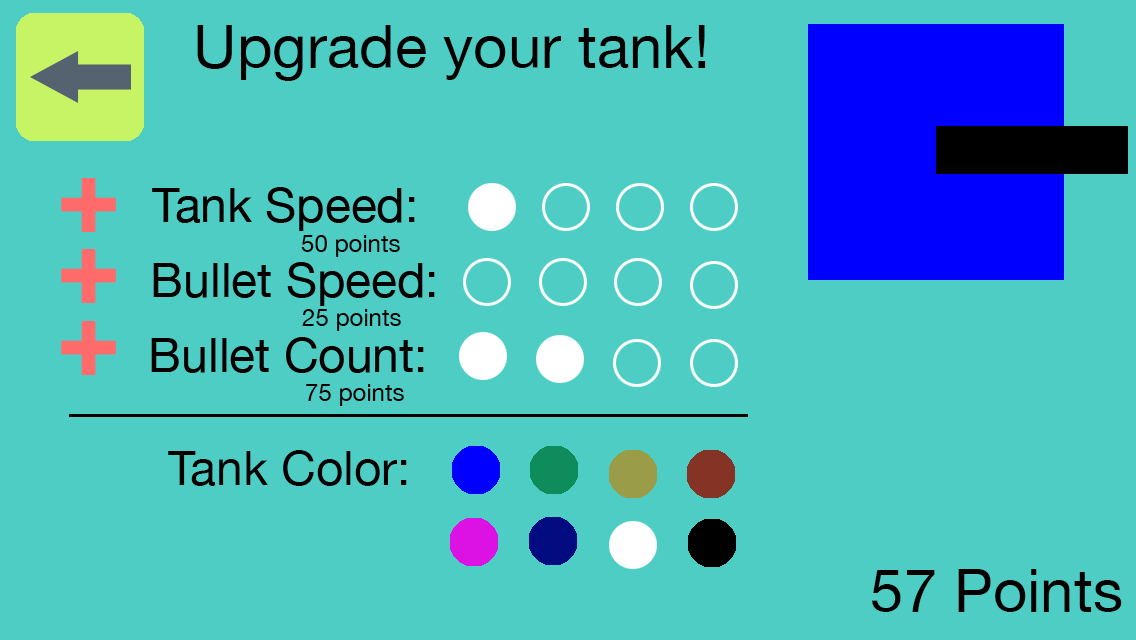 Upgrade your tank!
Tank Speed:
50 points
Bullet Speed:
25 points
Bullet Count:
75 points
Tank Color:
57 Points